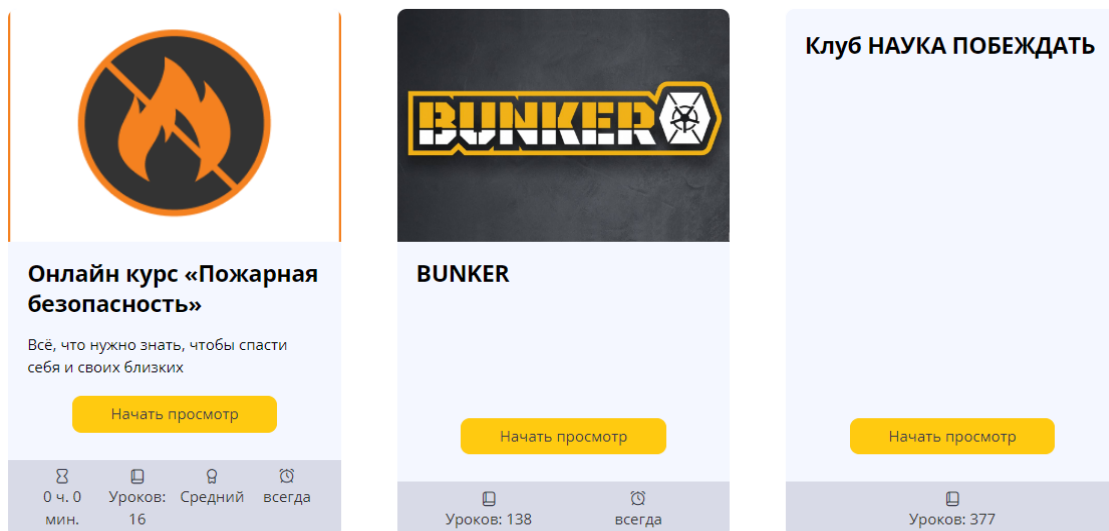 Онлайн курс «Пожарная
безопасность»
Всё, что нужно знать, чтобы спасти
себя и своих близких
Начать просмотр
0 ч. 0
мин.
Уроков:
16
Средний
всегда
BUNKER
BUNKER
Начать просмотр
Уроков: 138
всегда
Клуб НАУКА ПОБЕЖДАТЬ
Начать просмотр
Уроков: 377